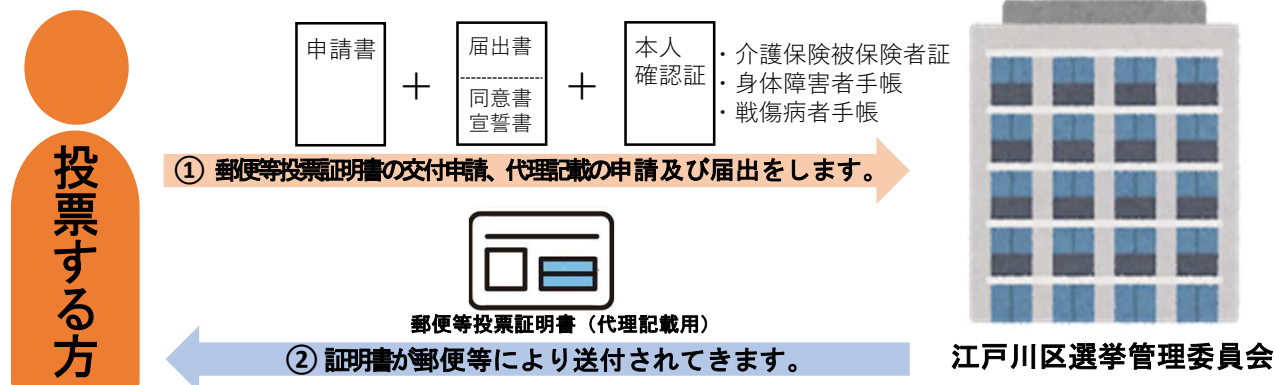 申請書
＋
届出書
同意書
宣誓書
＋
本人
確認証
・介護保険被保険者証
・身体障害者手帳
・戦傷病者手帳
① 郵便等投票証明書の交付申請、代理記載の申請及び届出をします。
投票する方
郵便等投票証明書（代理記載用）
② 証明書が郵便等により送付されてきます。
江戸川区選挙管理委員会